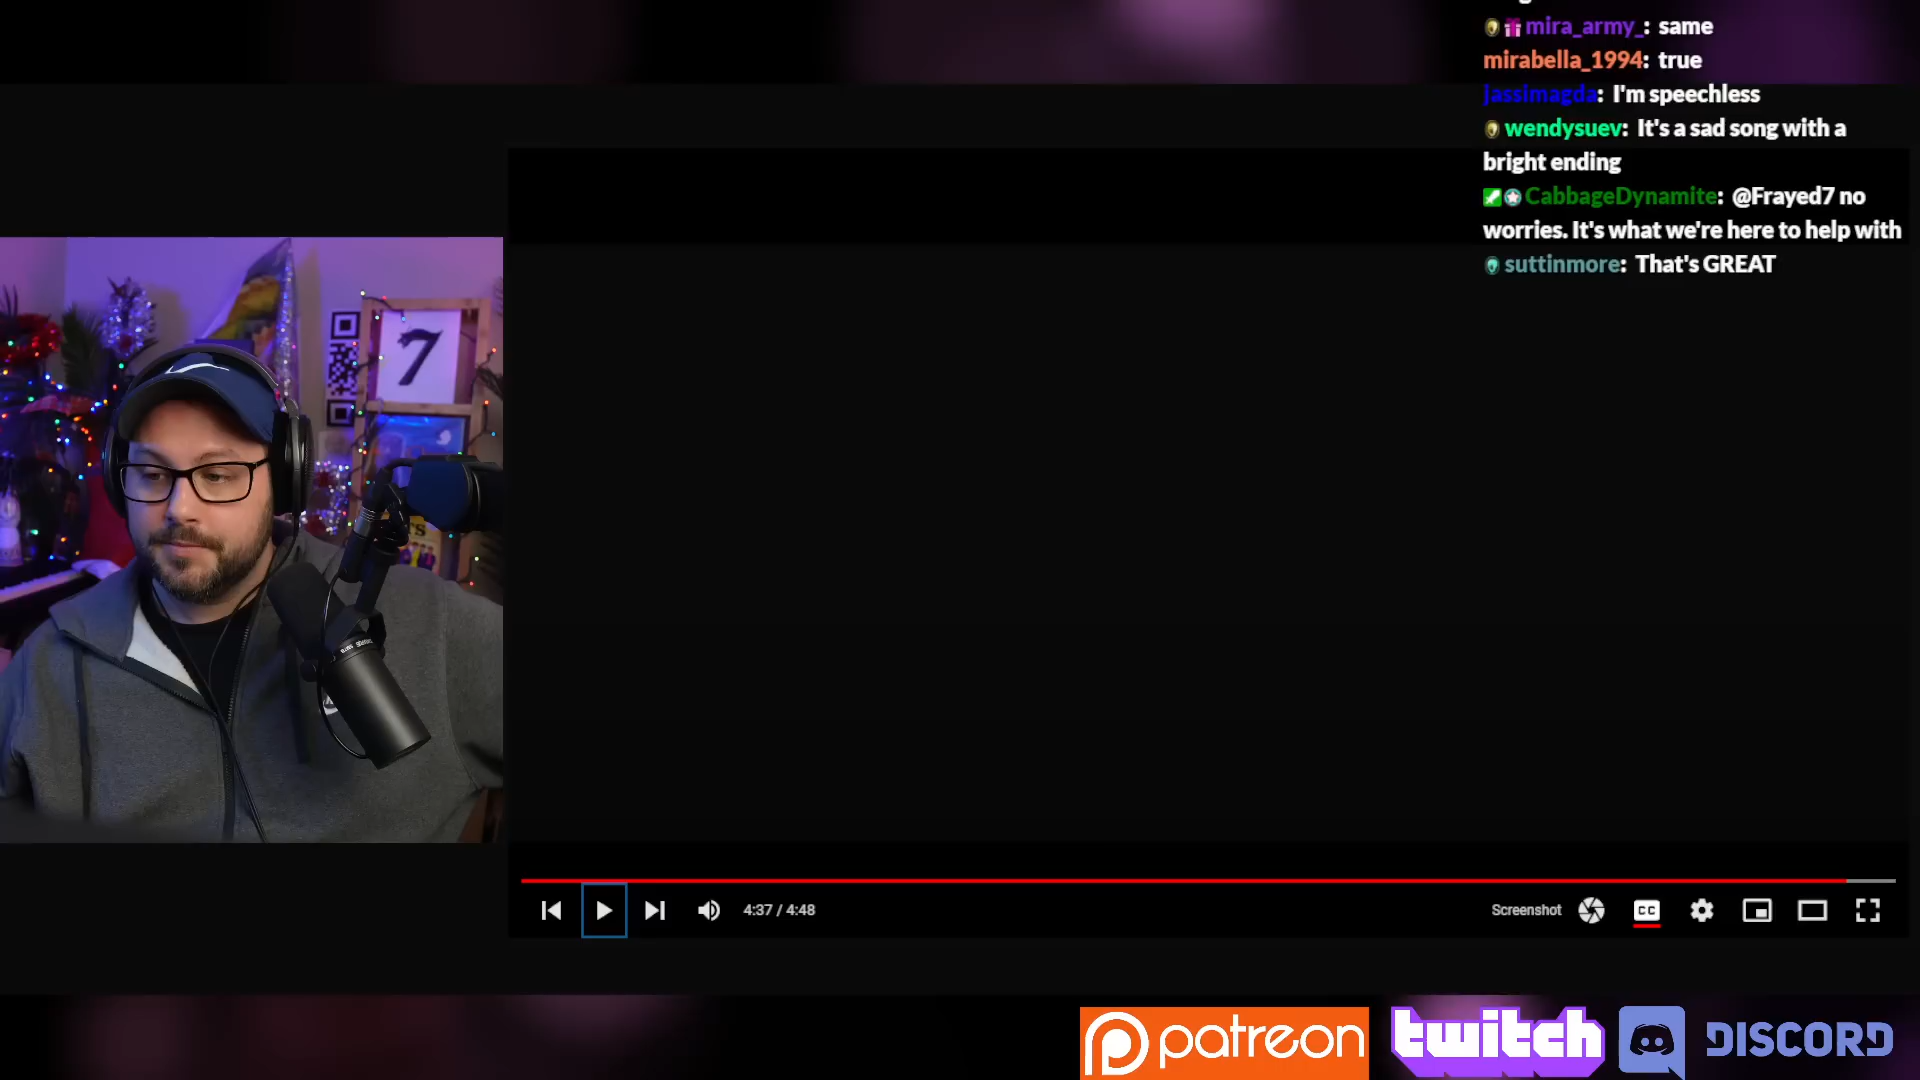 mira_army_: same
mirabella_1994: true
jassimagda: I'm speechless
wendysuev: It's a sad song with a
bright ending
CabbageDynamite: @Frayed7 no
worries. It's what we're here to help with
suttinmore: That's GREAT
7
4:37 / 4:48
Screenshot
CC
patreon
twitch
DISCORD